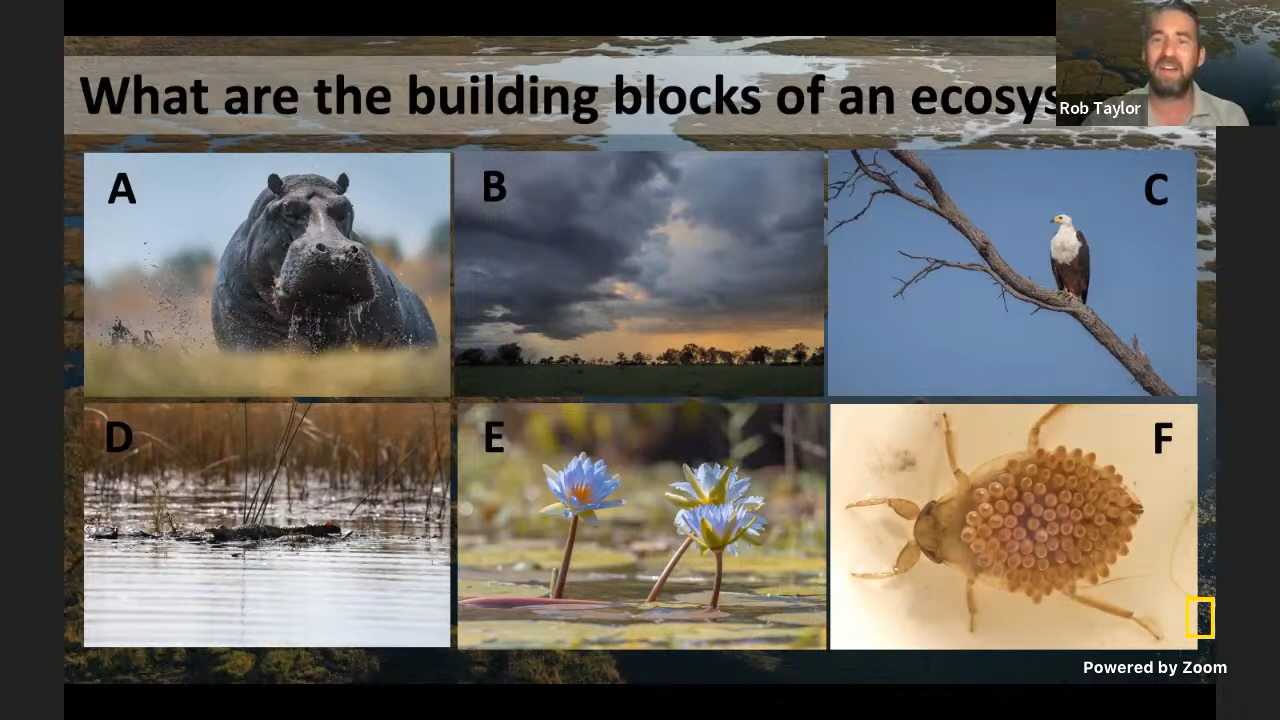 What are the building blocks of an ecosys
Rob Taylor
A
B
C
D
E
F
Powered by Zoom